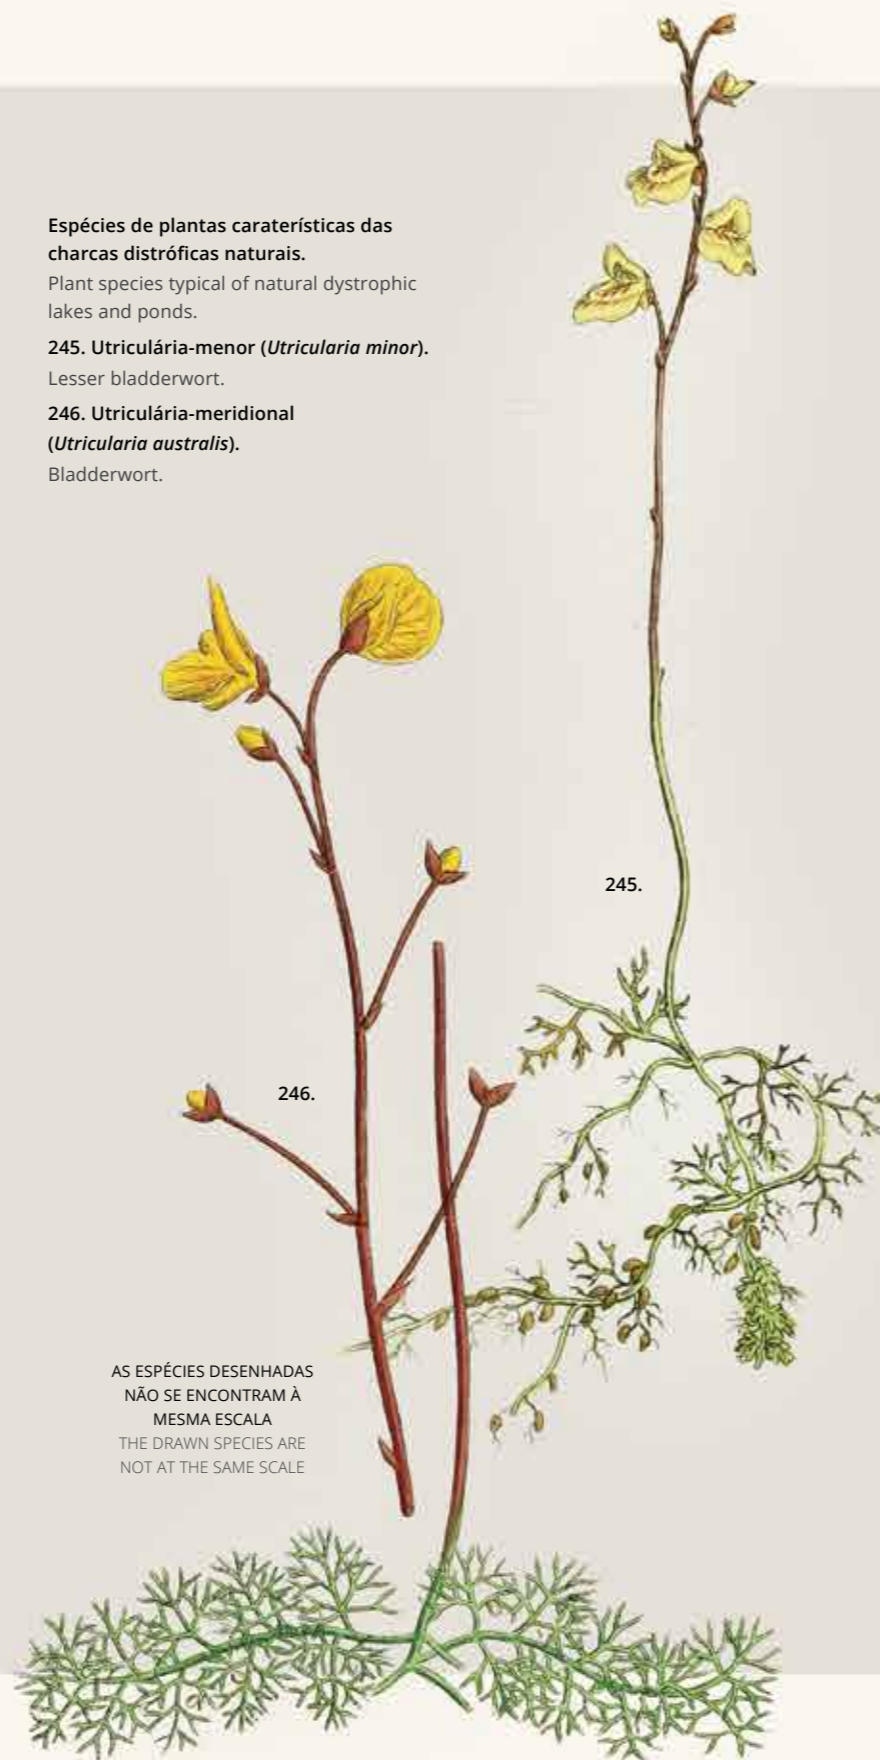 Espécies de plantas caraterísticas das
charcas distróficas naturais.
Plant species typical of natural dystrophic
lakes and ponds.
245. Utriculária-menor (Utricularia minor).
Lesser bladderwort.
246. Utriculária-meridional
(Utricularia australis).
Bladderwort.
245.
246.
AS ESPÉCIES DESENHADAS
NÃO SE ENCONTRAM À
MESMA ESCALA
THE DRAWN SPECIES ARE
NOT AT THE SAME SCALE